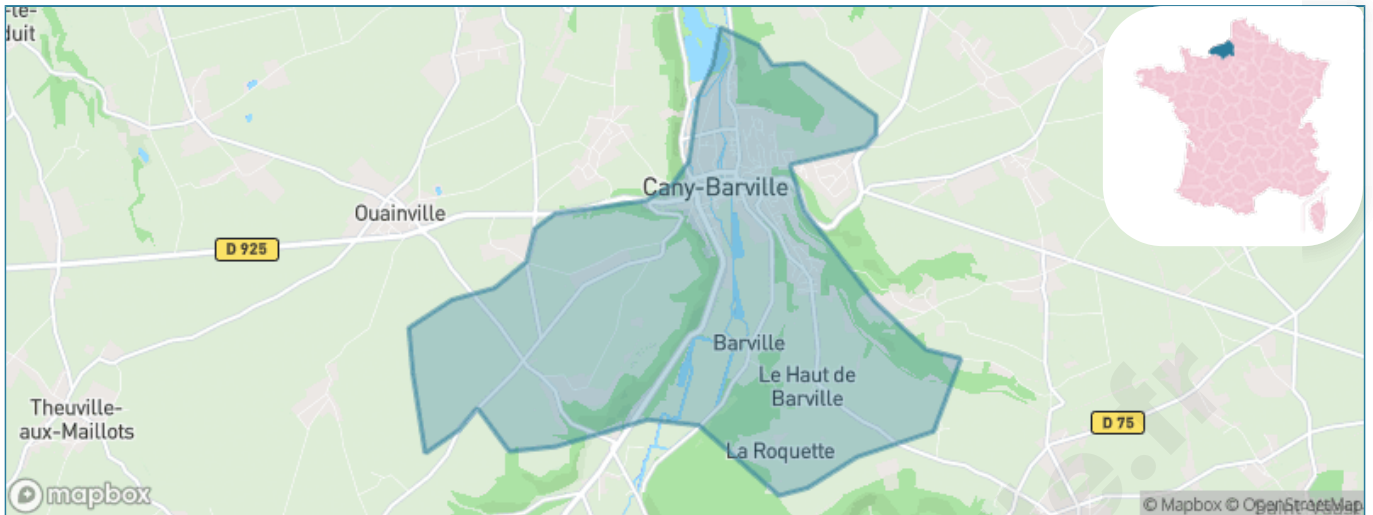 Cany-Barville
Ouainville
D 925
Barville
Le Haut de
Barville
Theuville-
aux-Maillots
D 75
La Roquette
mapbox
© Mapbox © OpenStreetMap